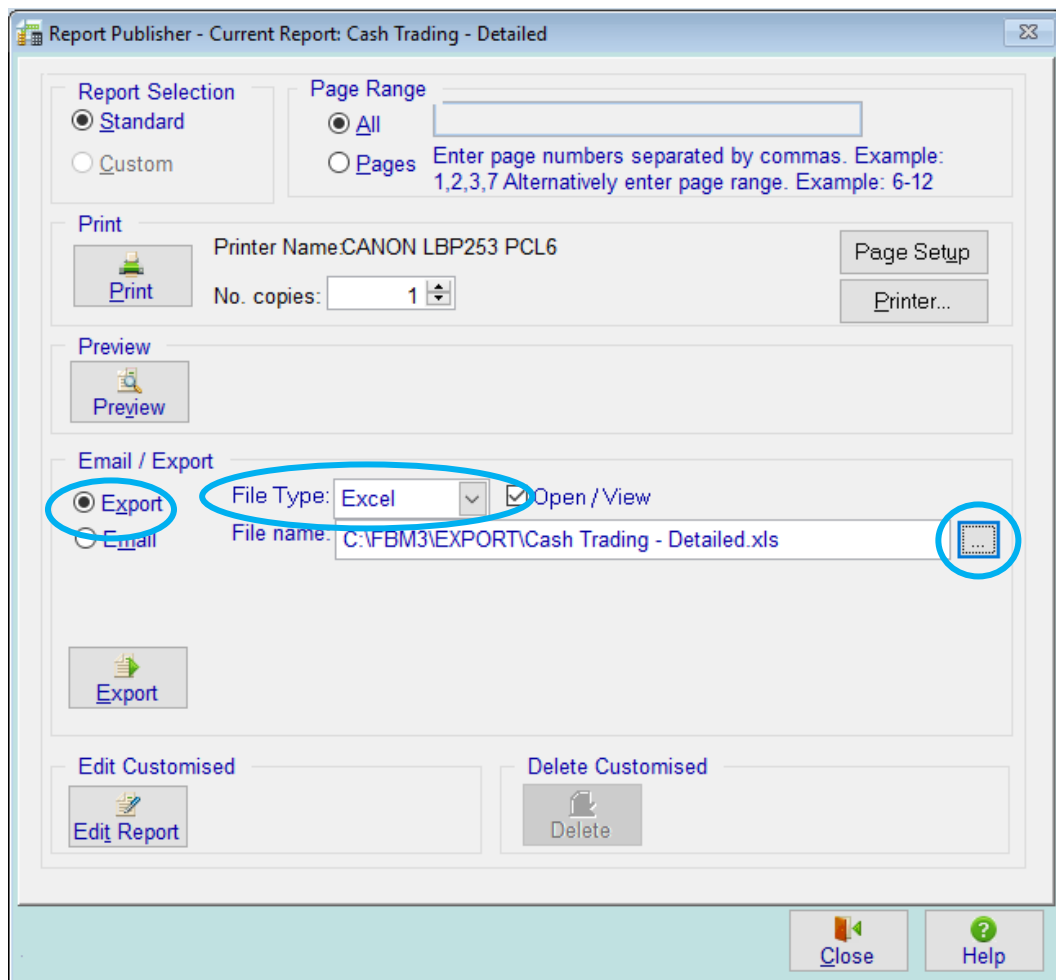 Report Publisher - Current Report: Cash Trading - Detailed
Report Selection
Standard
Custom
Page Range
All
Pages
Enter page numbers separated by commas. Example:
1,2,3,7 Alternatively enter page range. Example: 6-12
Print
Print
Printer Name:CANON LBP253 PCL6
No. copies: 1
Page Setup
Printer...
Preview
Preview
Email / Export
Export
File Type: Excel
Open / View
Email
File name: C:\FBM3\EXPORT\Cash Trading - Detailed.xls
...
Export
Edit Customised
Edit Report
Delete Customised
Delete
Close
Help